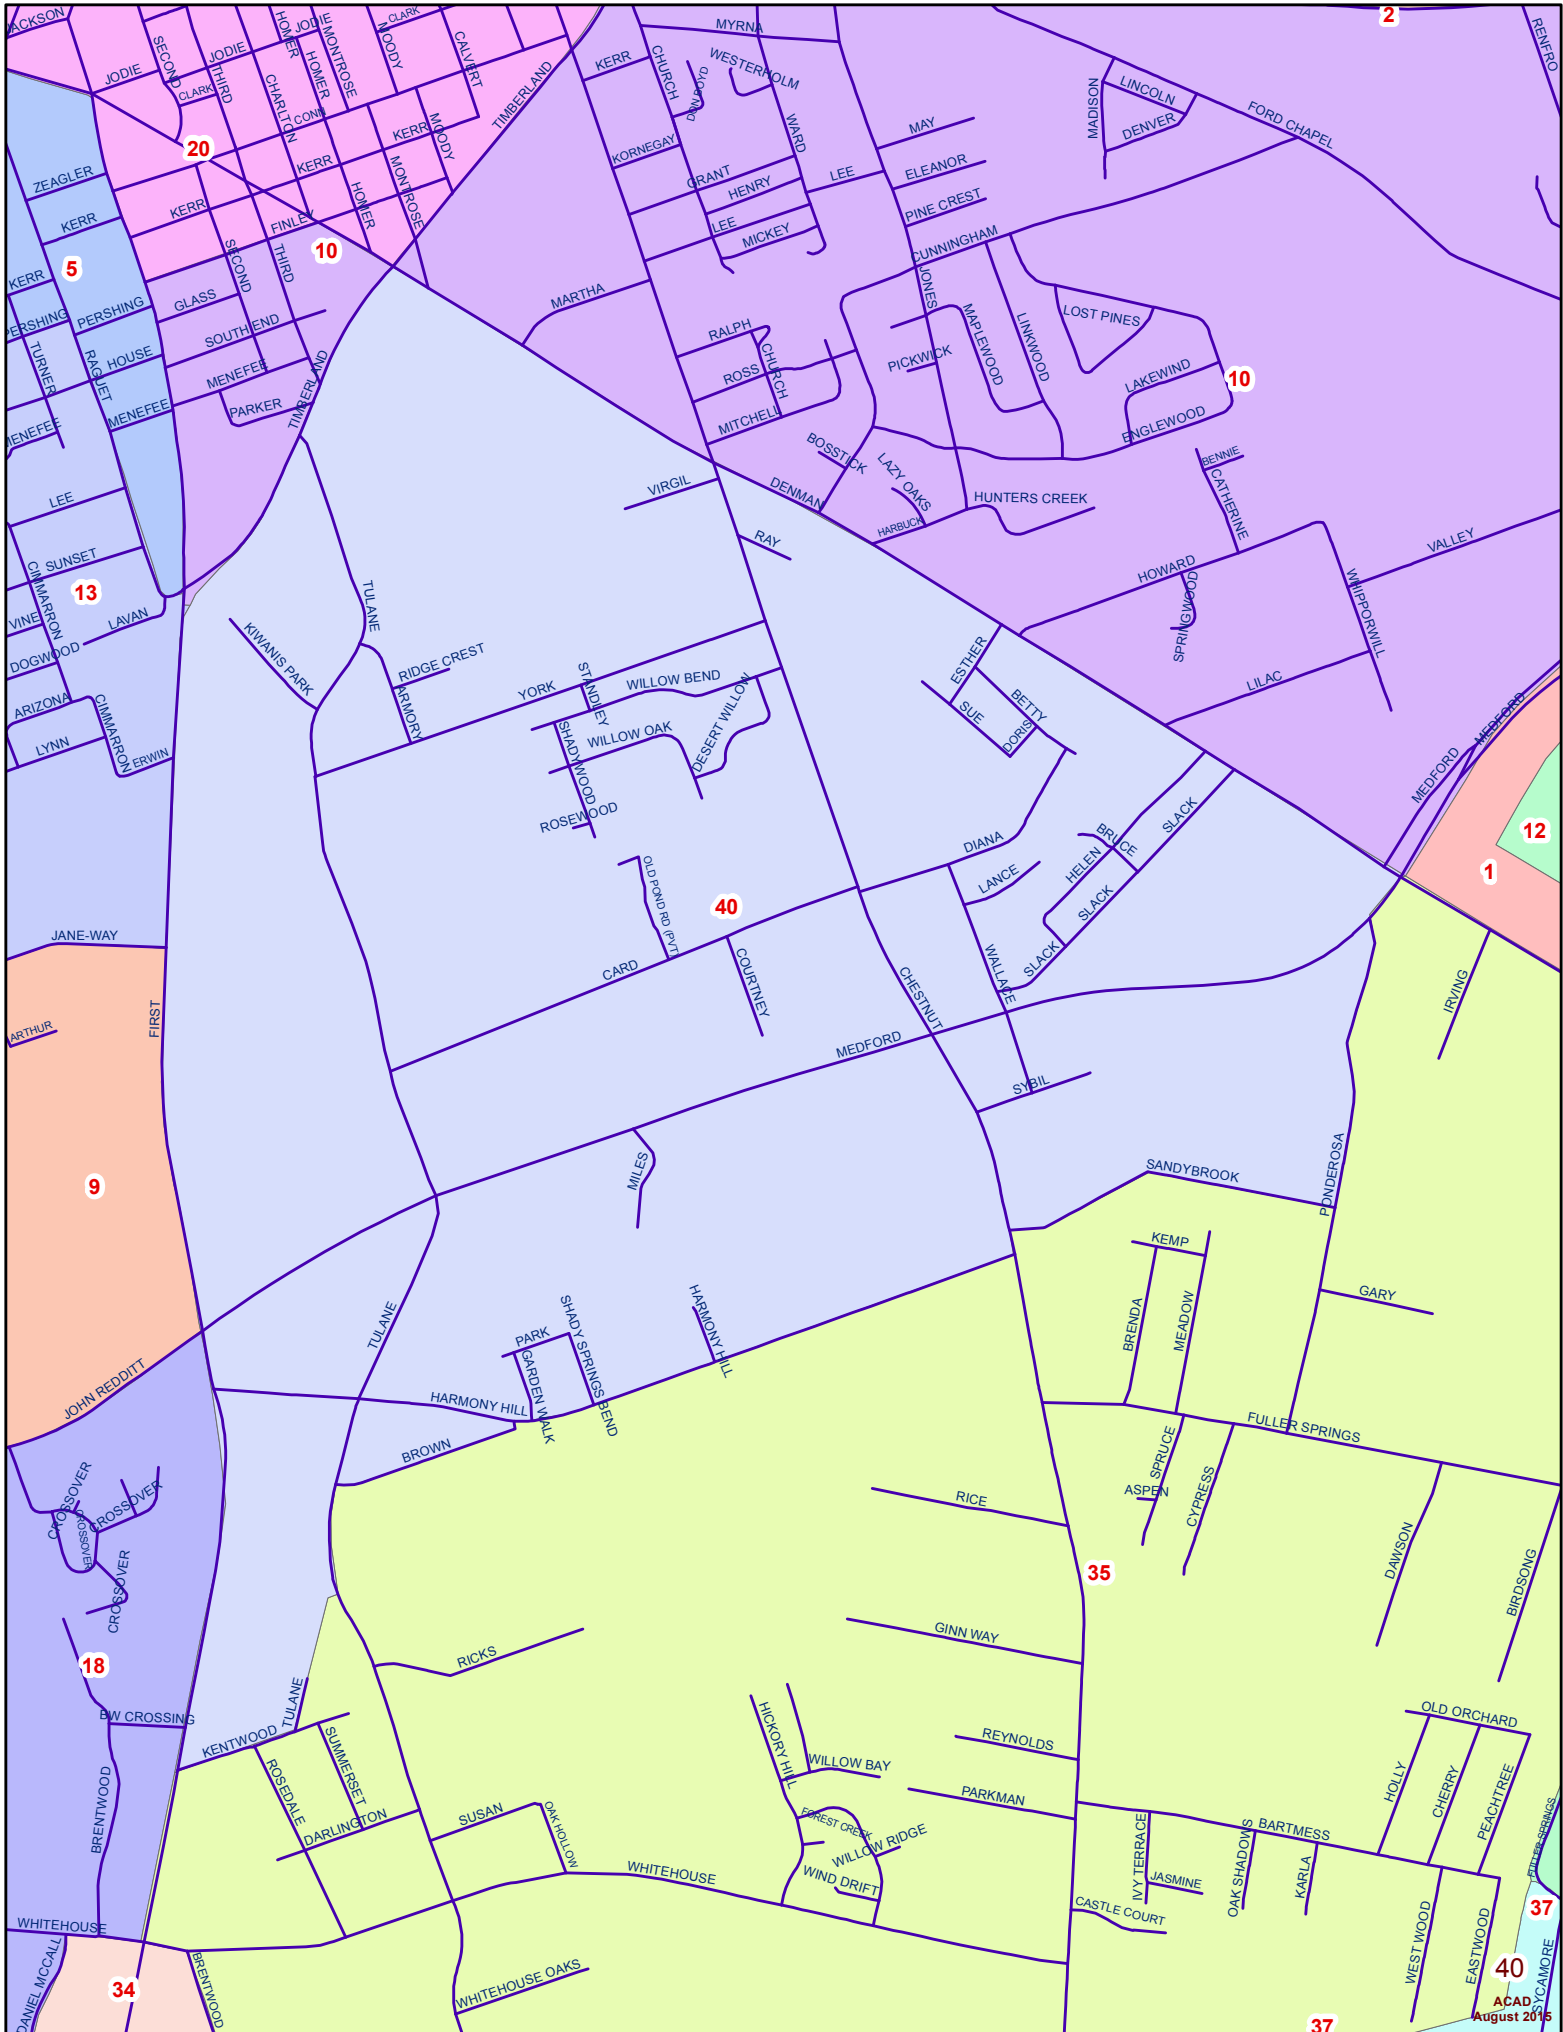 JACKSON
SECOND
JODIE
HOMER
JODIE
MONTROSE
CLARK
MOODY
CALVERT
MYRNA
2
RENFRO
JODIE
THIRD
HOMER
KERR
CHURCH
DON BOYD
WESTERHOLM
CLARK
CHARLTON
CONN
KERR
MOODY
TIMBERLAND
WARD
MADISON
LINCOLN
DENVER
FORD CHAPEL
20
KERR
MONTROSE
KORNEGAY
MAY
ZEAGLER
KERR
HOMER
GRANT
HENRY
LEE
ELEANOR
KERR
FINLEY
LEE
MICKEY
PINE CREST
5
SECOND
THIRD
10
CUNNINGHAM
KERR
GLASS
MARTHA
JONES
MAPLEWOOD
LINKWOOD
LOST PINES
PERSHING
PERSHING
SOUTH END
RALPH
CHURCH
TURNER
RAGUET
HOUSE
MENEFEE
TIMBERLAND
ROSS
PICKWICK
LAKEWIND
10
MENEFEE
MENEFEE
PARKER
MITCHELL
ENGLEWOOD
BOSSTICK
LAZY OAKS
BENNIE
CATHERINE
LEE
VIRGIL
DENMAN
HARBUCK
HUNTERS CREEK
SUNSET
RAY
VALLEY
CIMMARRON
13
TULANE
HOWARD
SPRINGWOOD
WHIPPORWILL
VINE
LAVAN
DOGWOOD
KIWANIS PARK
RIDGE CREST
ESTHER
ARIZONA
CIMMARRON
ARMORY
YORK
STANDLEY
WILLOW BEND
DESERT WILLOW
BETTY
SUE
DORIS
LILAC
LYNN
ERWIN
SHADYWOOD
WILLOW OAK
MEDFORD
MEDFORD
ROSEWOOD
SLACK
12
DIANA
BRUCE
HELEN
LANCE
SLACK
1
OLD POND RD (PVT)
40
JANE-WAY
CARD
COURTNEY
WALLACE
SLACK
FIRST
CHESTNUT
IRVING
ARTHUR
MEDFORD
SYBIL
MILES
SANDYBROOK
PONDEROSA
9
KEMP
BRENDA
MEADOW
GARY
TULANE
PARK
SHADY SPRINGS BEND
HARMONY HILL
JOHN REDDITT
HARMONY HILL
GARDEN WALK
BROWN
FULLER SPRINGS
SPRUCE
ASPEN
CYPRESS
CROSSOVER
CROSSOVER
CROSSOVER
CROSSOVER
RICE
DAWSON
BIRDSONG
35
GINN WAY
18
RICKS
TULANE
BW CROSSING
KENTWOOD
SUMMERSET
ROSEDALE
DARLINGTON
HICKORY HILL
WILLOW BAY
REYNOLDS
PARKMAN
OLD ORCHARD
HOLLY
CHERRY
PEACHTREE
BRENTWOOD
SUSAN
OAK HOLLOW
FOREST CREEK
WILLOW RIDGE
WIND DRIFT
BARTMESS
IVY TERRACE
JASMINE
OAK SHADOWS
KARLA
FULLER SPRINGS
WHITEHOUSE
WHITEHOUSE
CASTLE COURT
WEST WOOD
EASTWOOD
37
DANIEL MCCALL
34
BRENTWOOD
WHITEHOUSE OAKS
SYCAMORE
40
ACAD
August 2015
37